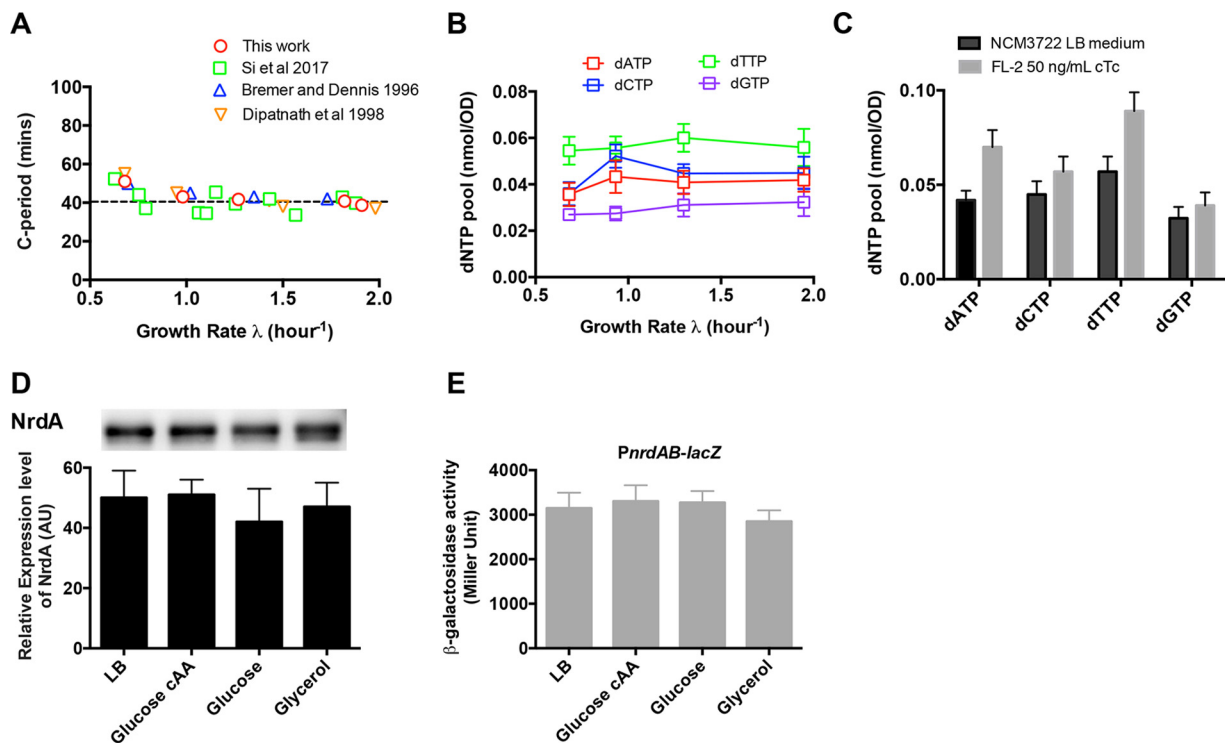 A
This work
Si et al 2017
Bremer and Dennis 1996
Dipatnath et al 1998
C-period (mins)
100
80
60
40
20
0
0.5
1.0
1.5
2.0
Growth Rate λ (hour-1)
B
dATP
dTTP
dCTP
dGTP
dNTP pool (nmol/OD)
0.08
0.06
0.04
0.02
0.00
0.5
1.0
1.5
2.0
Growth Rate λ (hour-1)
C
NCM3722 LB medium
FL-2 50 ng/mL cTc
dNTP pool (nmol/OD)
0.10
0.05
0.00
dATP
dCTP
dTTP
dGTP
D
NrdA
Relative Expression level
of NrdA (AU)
60
40
20
0
LB
Glucose cAA
Glucose
Glycerol
E
PnrdAB-lacZ
β-galactosidase activity
(Miller Unit)
4000
3000
2000
1000
0
LB
Glucose cAA
Glucose
Glycerol